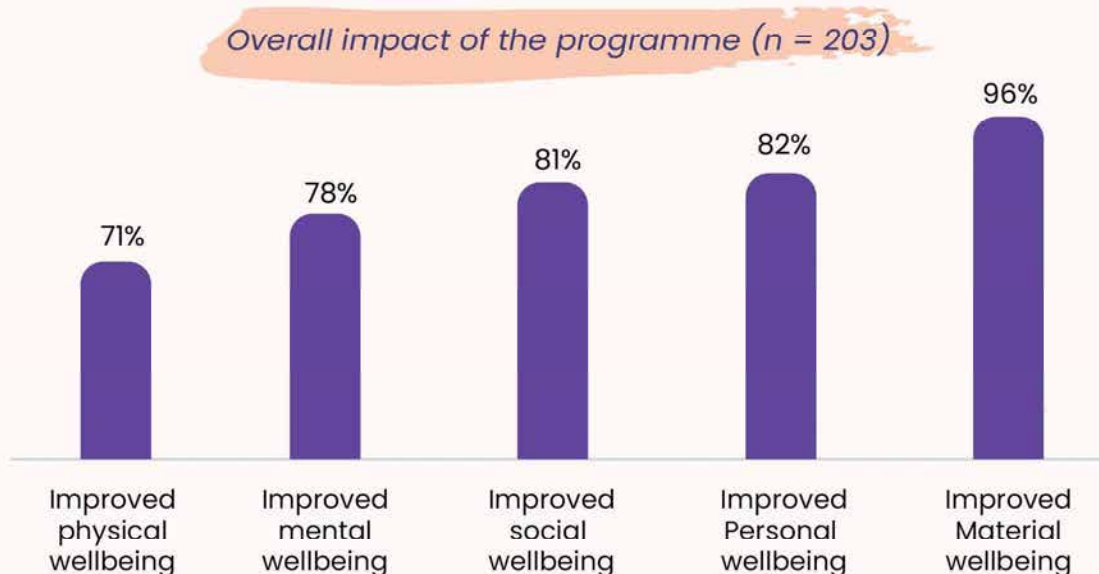 Overall impact of the programme (n = 203)
71%
78%
81%
82%
96%
Improved
physical
wellbeing
Improved
mental
wellbeing
Improved
social
wellbeing
Improved
Personal
wellbeing
Improved
Material
wellbeing